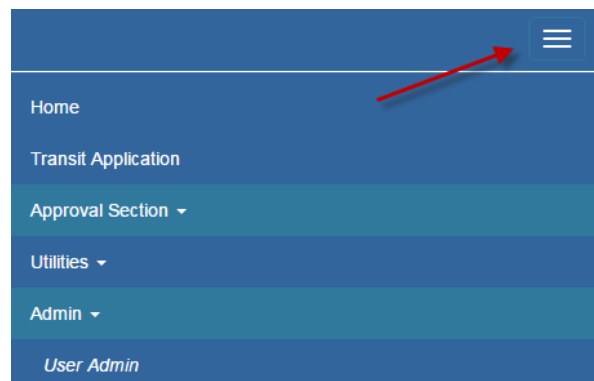 Home
Transit Application
Approval Section
Utilities
Admin
User Admin